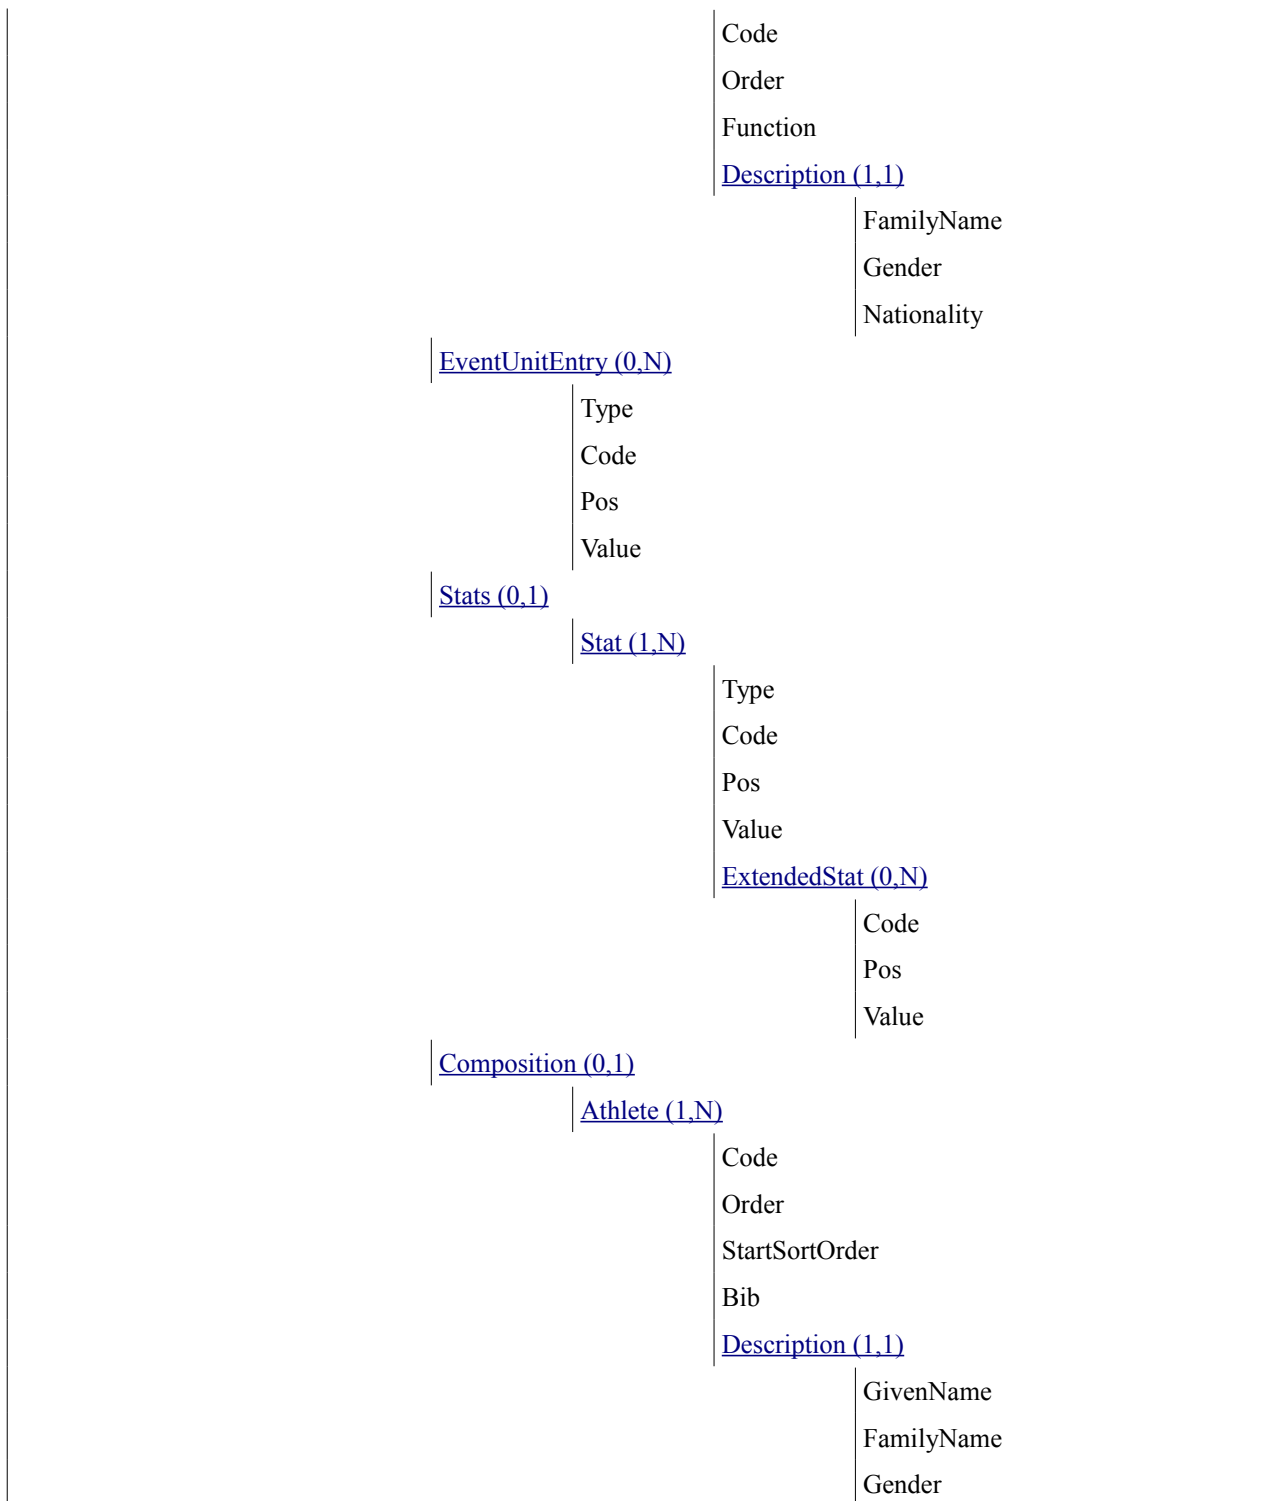 Code
Order
Function
Description (1,1)
FamilyName
Gender
Nationality
EventUnitEntry (0,N)
Type
Code
Pos
Value
Stats (0,1)
Stat (1,N)
Type
Code
Pos
Value
ExtendedStat (0,N)
Code
Pos
Value
Composition (0,1)
Athlete (1,N)
Code
Order
StartSortOrder
Bib
Description (1,1)
GivenName
FamilyName
Gender